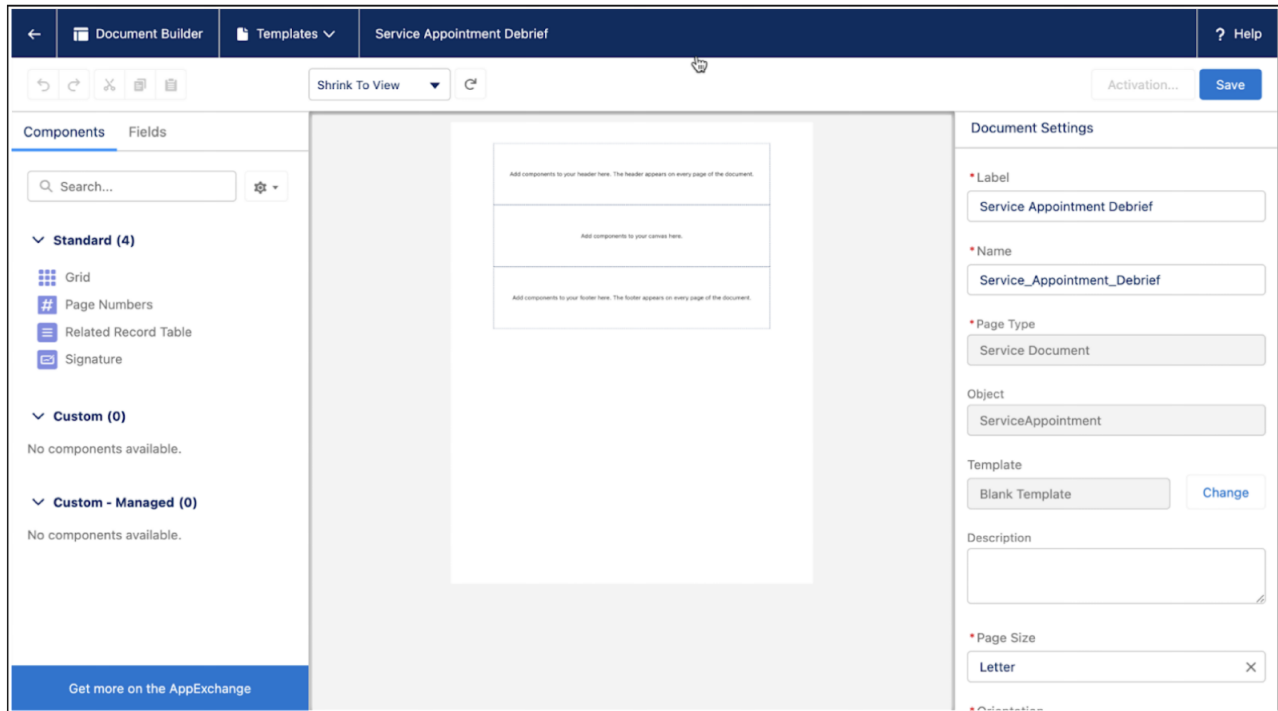 Document Builder
Templates
Service Appointment Debrief
? Help
Shrink To View
Activation...
Save
Components
Fields
Search...
Standard (4)
Grid
# Page Numbers
Related Record Table
Signature
Custom (0)
No components available.
Custom - Managed (0)
No components available.
Get more on the AppExchange
Add components to your header here. The header appears on every page of the document.
Add components to your canvas here.
Add components to your footer here. The footer appears on every page of the document.
Document Settings
*Label
Service Appointment Debrief
*Name
Service_Appointment_Debrief
*Page Type
Service Document
Object
ServiceAppointment
Template
Blank Template
Change
Description
*Page Size
Letter
*Orientation